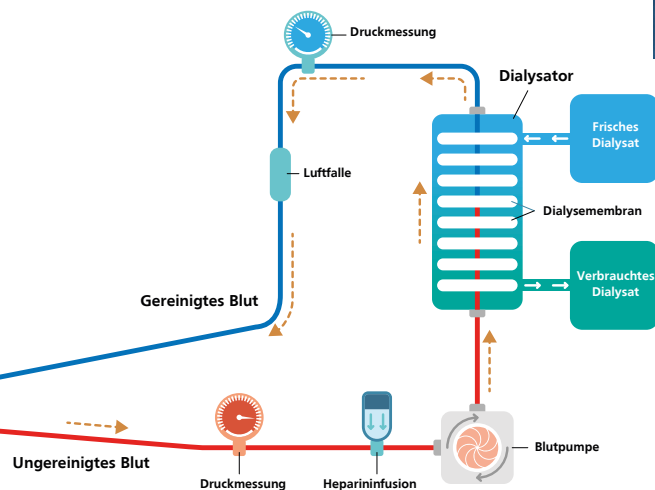 Druckmessung
Dialysator
Frisches
Dialysat
Luftfalle
Dialysemembran
Verbrauchtes
Dialysat
Gereinigtes Blut
Blutpumpe
Ungereinigtes Blut
Druckmessung
Heparininfusion